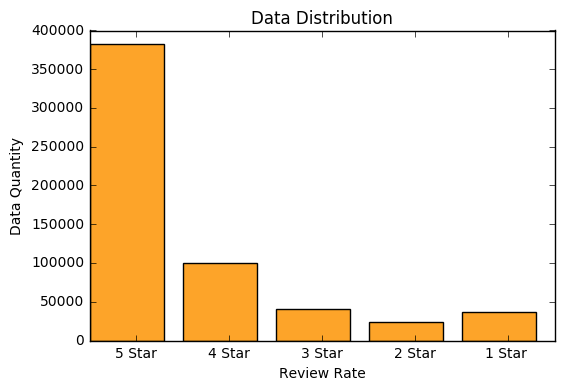 Data Distribution
Data Quantity
400000
350000
300000
250000
200000
150000
100000
50000
0
5 Star 4 Star 3 Star 2 Star 1 Star
Review Rate